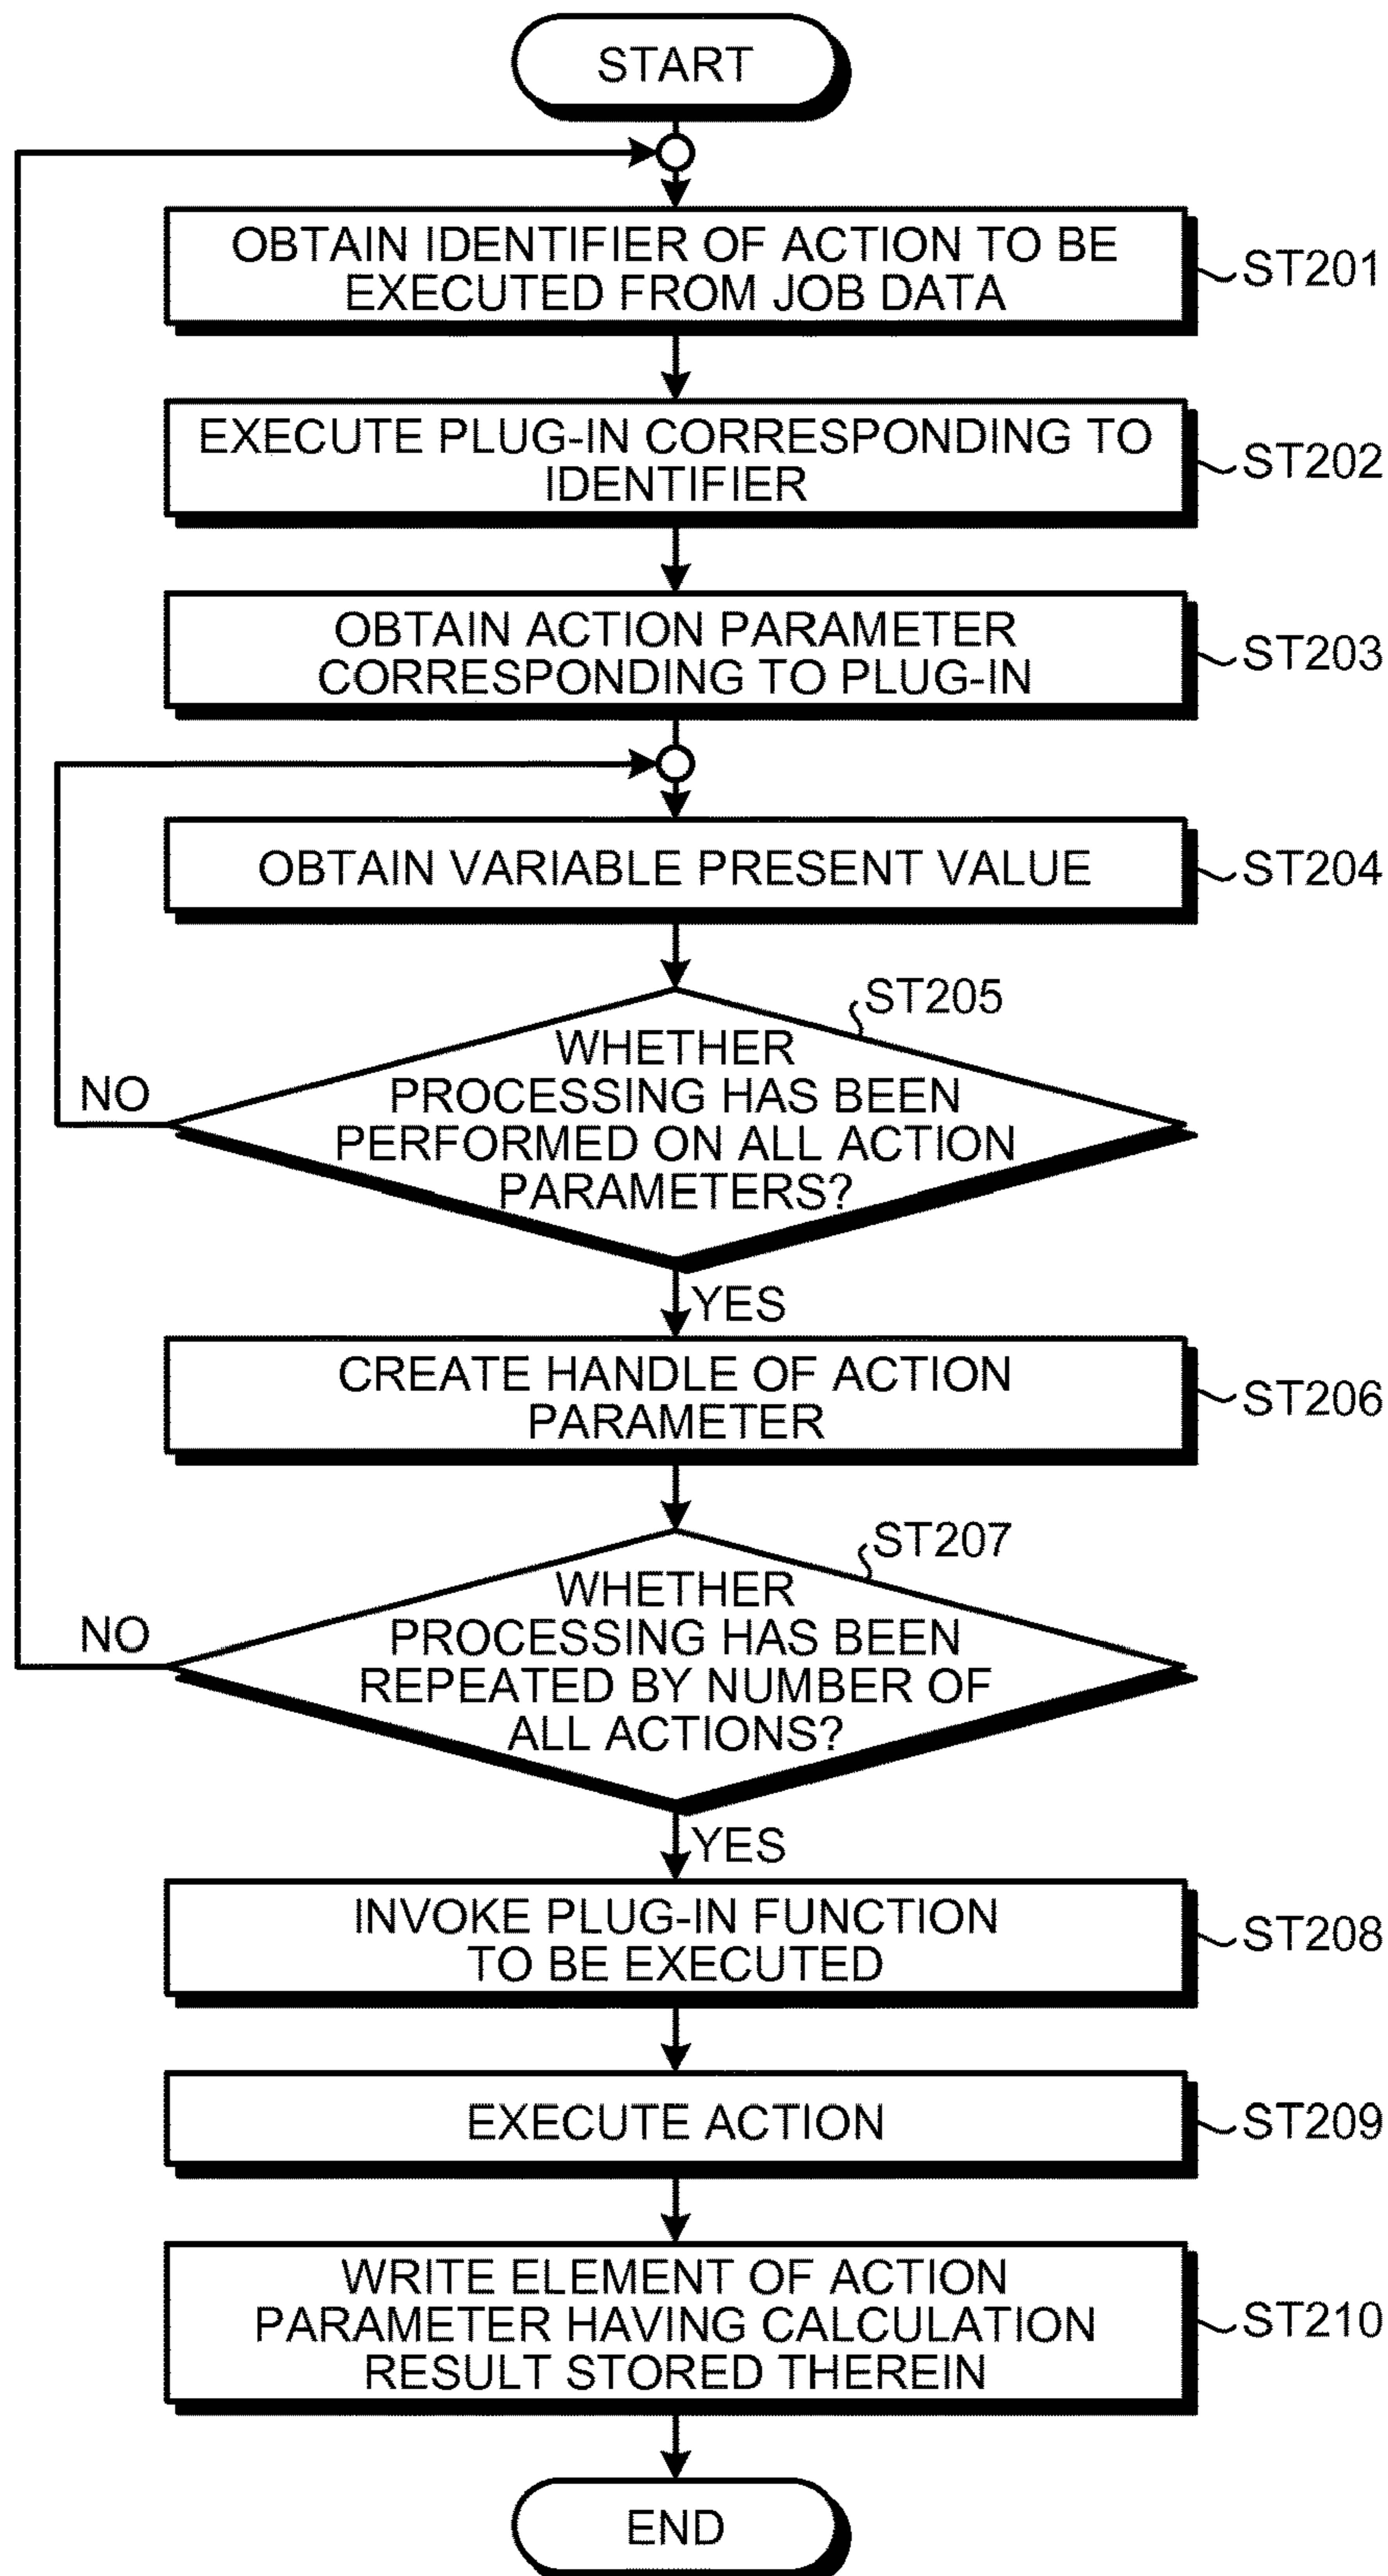 START
OBTAIN IDENTIFIER OF ACTION TO BE
EXECUTED FROM JOB DATA
ST201
EXECUTE PLUG-IN CORRESPONDING TO
IDENTIFIER
ST202
OBTAIN ACTION PARAMETER
CORRESPONDING TO PLUG-IN
ST203
OBTAIN VARIABLE PRESENT VALUE
ST204
ST205
WHETHER
PROCESSING HAS BEEN
PERFORMED ON ALL ACTION
PARAMETERS?
NO
YES
CREATE HANDLE OF ACTION
PARAMETER
ST206
ST207
WHETHER
PROCESSING HAS BEEN
REPEATED BY NUMBER OF
ALL ACTIONS?
NO
YES
INVOKE PLUG-IN FUNCTION
TO BE EXECUTED
ST208
EXECUTE ACTION
ST209
WRITE ELEMENT OF ACTION
PARAMETER HAVING CALCULATION
RESULT STORED THEREIN
ST210
END